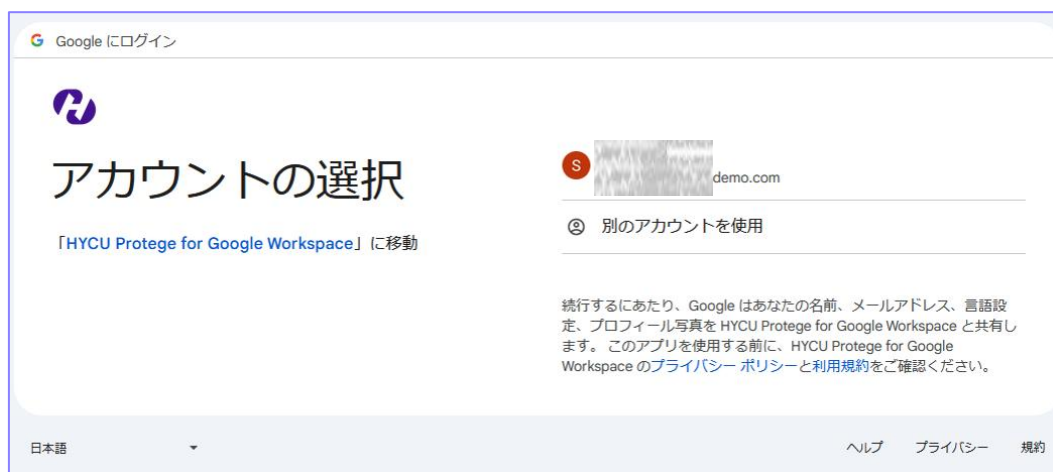 Google にログイン
アカウントの選択
「HYCU Protege for Google Workspace」に移動
S
demo.com
別のアカウントを使用
続行するにあたり、Google はあなたの名前、メールアドレス、言語設
定、プロフィール写真を HYCU Protege for Google Workspace と共有し
ます。 このアプリを使用する前に、HYCU Protege for Google
Workspace のプライバシー ポリシーと利用規約をご確認ください。
日本語
ヘルプ プライバシー 規約